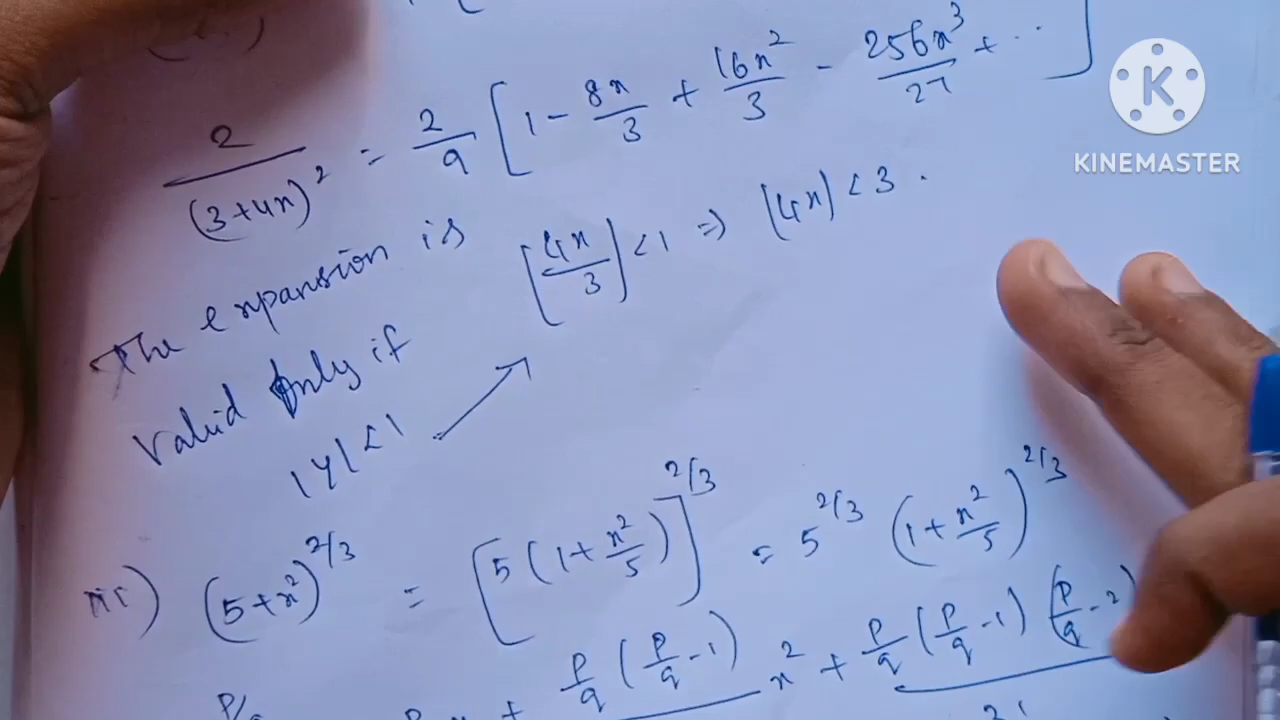 2/(3+4x)² = 2/9 [1 - 8x/3 + 16x²/3 - 256x³/27 + ...]
The expansion is
valid only if
|4x/3| < 1 ⇒ |4x| < 3.
|y| < 1
iii) (5+x²)^2/3 = [5(1+x²/5)]^2/3 = 5^2/3 (1+x²/5)^2/3
p/q (p/q -1) x² + p/q (p/q -1) (p/q -2)
3!
K
KINEMASTER